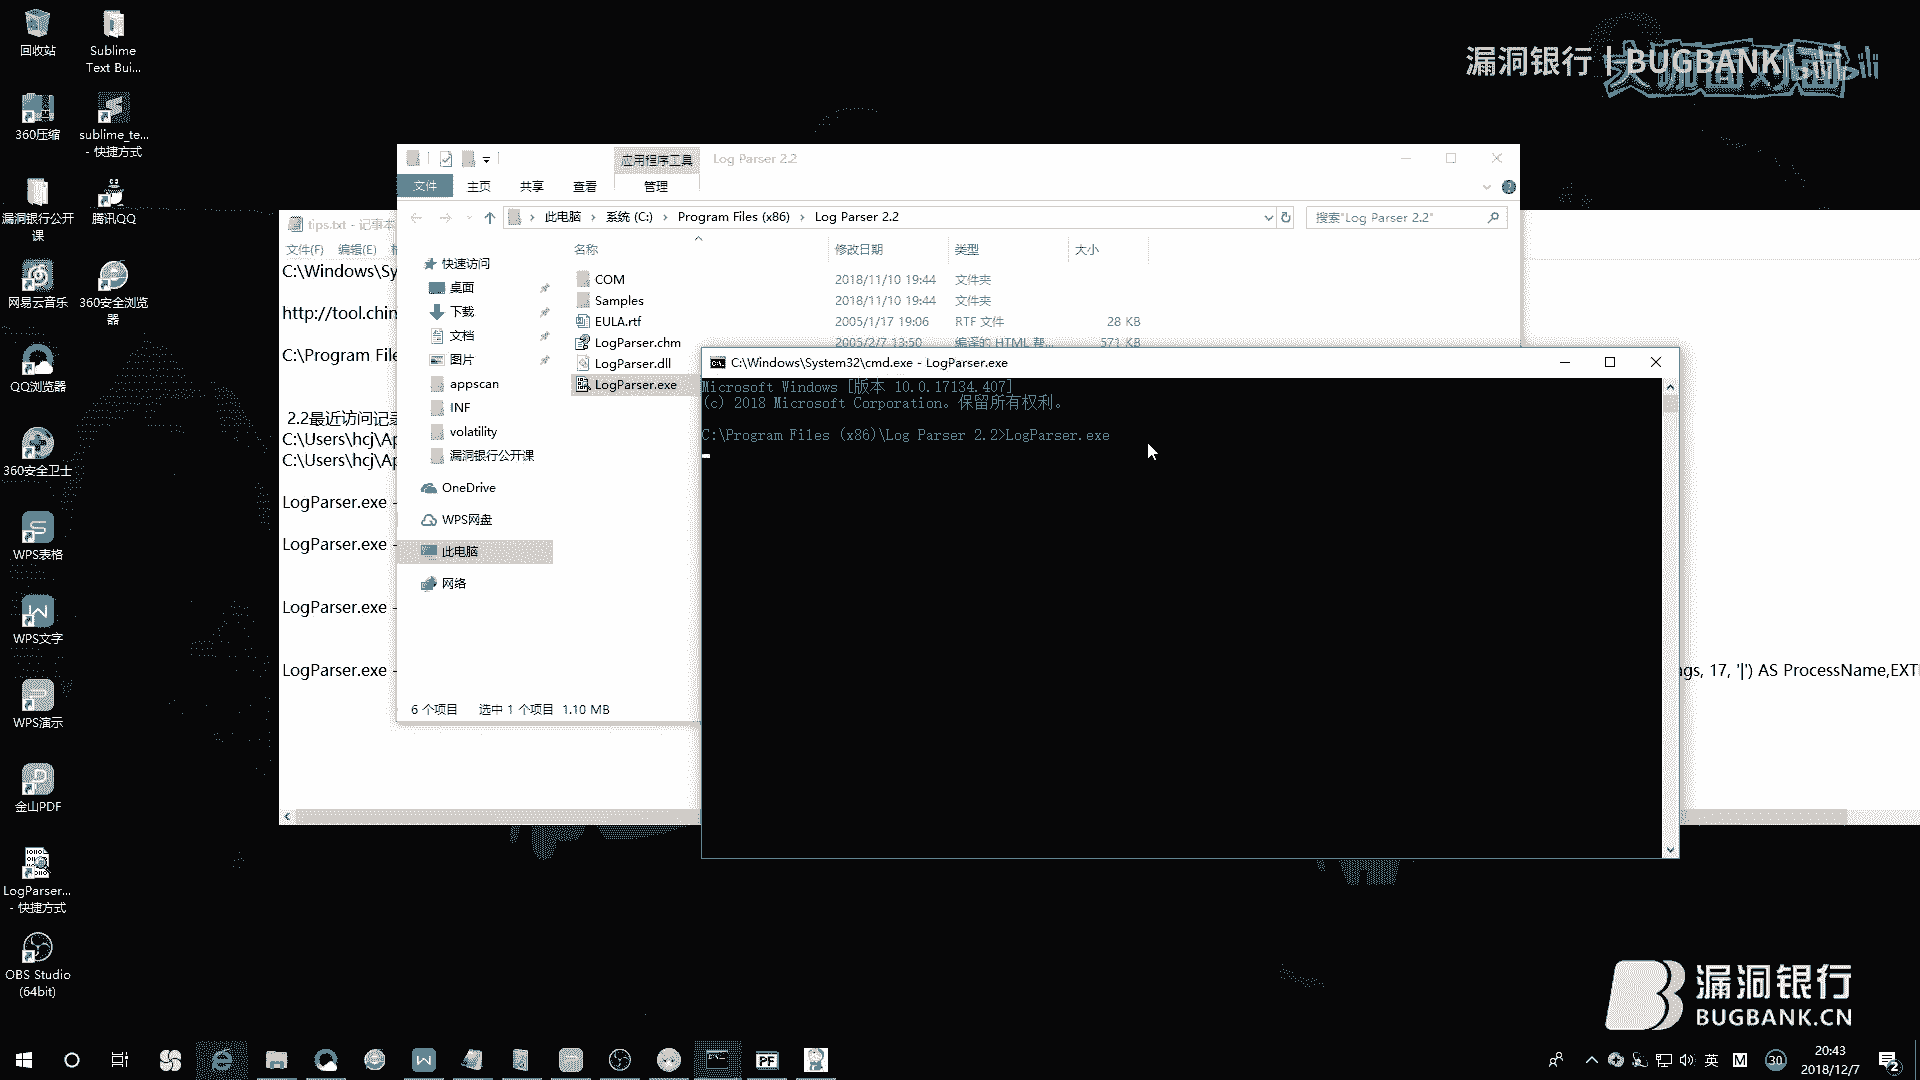 回收站
Sublime
Text Bui...
360压缩
sublime_te...
- 快捷方式
漏洞银行公开
课
腾讯QQ
网易云音乐
360安全浏览
器
QQ浏览器
360安全卫士
WPS表格
WPS文字
WPS演示
金山PDF
LogParser...
- 快捷方式
OBS Studio
(64bit)
漏洞银行 | BUGBANK
tips.txt - 记事本
文件(F) 编辑(E)
C:\Windows\Sy
http://tool.chin
C:\Program File
2.2最近访问记录
C:\Users\hcj\Ap
C:\Users\hcj\Ap
LogParser.exe -
LogParser.exe -
LogParser.exe -
LogParser.exe -
ngs, 17, '|') AS ProcessName,EXT
应用程序工具 Log Parser 2.2
文件 主页 共享 查看 管理
此电脑 › 系统 (C:) › Program Files (x86) › Log Parser 2.2
搜索"Log Parser 2.2"
快速访问
桌面
下载
文档
图片
appscan
INF
volatility
漏洞银行公开课
OneDrive
WPS网盘
此电脑
网络
名称 修改日期 类型 大小
COM 2018/11/10 19:44 文件夹
Samples 2018/11/10 19:44 文件夹
EULA.rtf 2005/1/17 19:06 RTF 文件 28 KB
LogParser.chm 2005/2/7 13:50 编译的 HTML 帮... 571 KB
LogParser.dll
LogParser.exe
6 个项目 选中 1 个项目 1.10 MB
C:\Windows\System32\cmd.exe - LogParser.exe
Microsoft Windows [版本 10.0.17134.407]
(c) 2018 Microsoft Corporation。保留所有权利。
C:\Program Files (x86)\Log Parser 2.2>LogParser.exe
漏洞银行
BUGBANK.CN
PF
英
M
30
20:43
2018/12/7
2